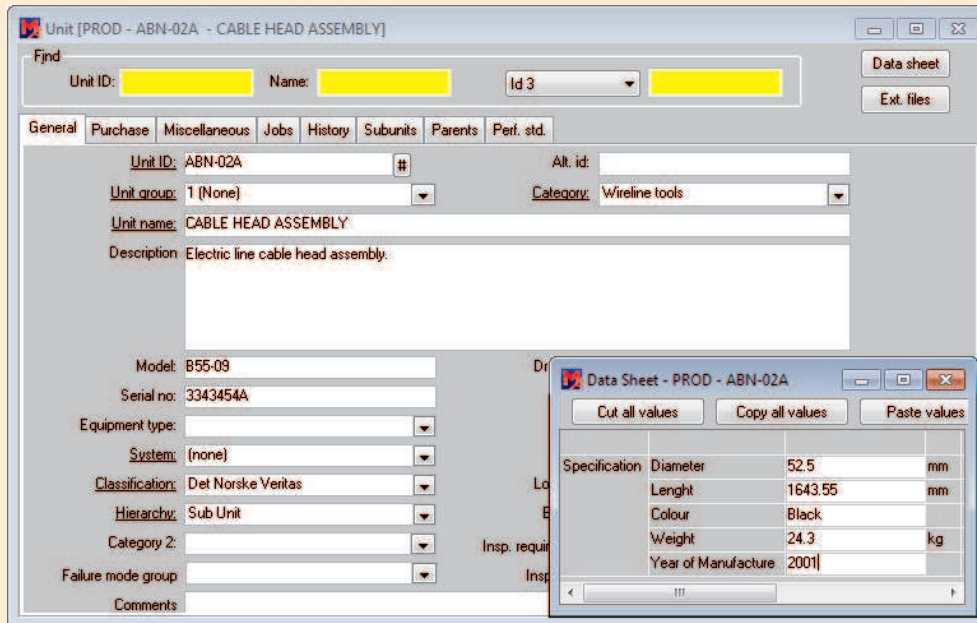 Unit [PROD - ABN-02A - CABLE HEAD ASSEMBLY]
Find
Unit ID: Name: Id 3
Data sheet
Ext. files
General Purchase Miscellaneous Jobs History Subunits Parents Perf. std.
Unit ID: ABN-02A # Alt. id:
Unit group: 1 (None) Category: Wireline tools
Unit name: CABLE HEAD ASSEMBLY
Description Electric line cable head assembly.
Model: B55-09
Serial no: 3343454A
Equipment type:
System: (none)
Classification: Det Norske Veritas
Hierarchy: Sub Unit
Category 2: Insp.
Failure mode group
Comments
Data Sheet - PROD - ABN-02A
Cut all values Copy all values Paste values
Specification Diameter 52.5 mm
Lenght 1643.55 mm
Colour Black
Weight 24.3 kg
Year of Manufacture 2001